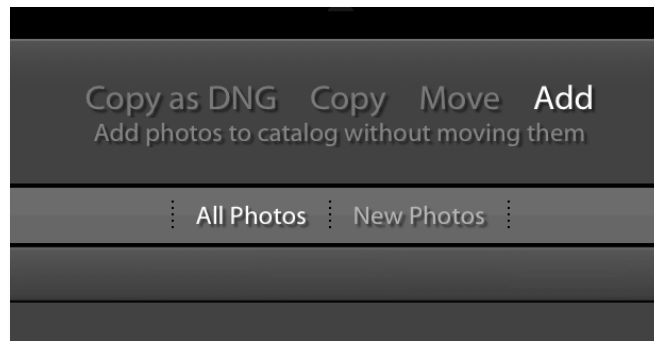 Copy as DNG Copy Move Add
Add photos to catalog without moving them
All Photos New Photos